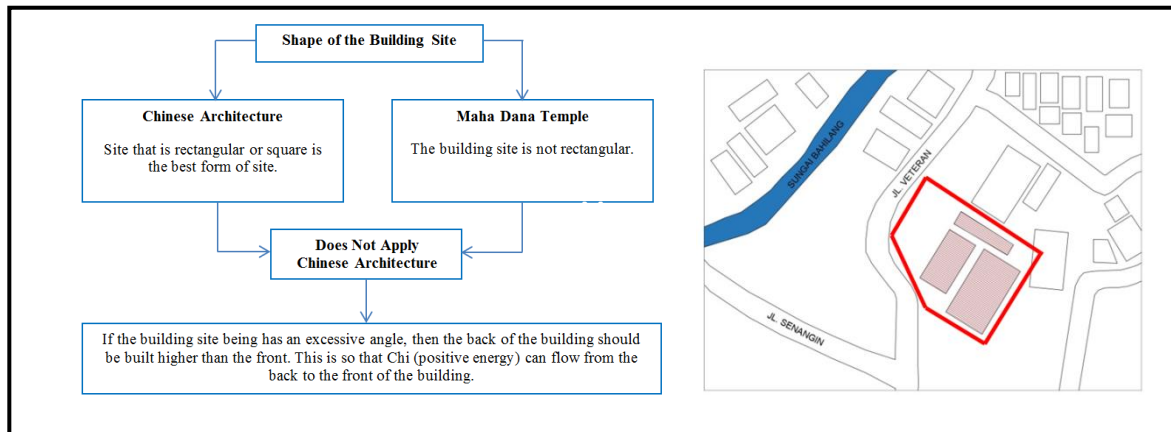 Shape of the Building Site
Chinese Architecture
Site that is rectangular or square is
the best form of site.
Maha Dana Temple
The building site is not rectangular.
Does Not Apply
Chinese Architecture
If the building site being has an excessive angle, then the back of the building should
be built higher than the front. This is so that Chi (positive energy) can flow from the
back to the front of the building.
SUNGAI BAHILANG
JL. VETERAN
JL. SENANGIN